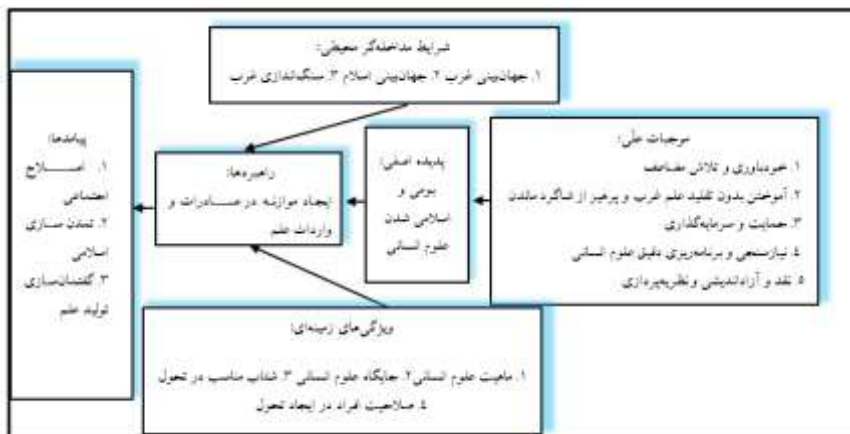 شرایط مداخله‌گر محیطی:
۱. جهان‌بینی غرب ۲. جهان‌بینی اسلام ۳. سنگ‌اندازی غرب
موجبات علّی:
۱. خودباوری و تلاش مضاعف
۲. آموختن بدون تقلید علم غرب و پرهیز از شاگرد ماندن
۳. حمایت و سرمایه‌گذاری
۴. نیازسنجی و برنامه‌ریزی دقیق علوم انسانی
۵. نقد و آزاداندیشی و نظریه‌پردازی
پدیده اصلی:
بومی و
اسلامی شدن
علوم انسانی
راهبردها:
ایجاد موازنه در صادرات و
واردات علم
پیامدها:
۱. اصلاح
اجتماعی
۲. تمدن سازی
اسلامی
۳. گفتمان‌سازی
تولید علم
ویژگی‌های زمینه‌ای:
۱. ماهیت علوم انسانی ۲. جایگاه علوم انسانی ۳. شتاب مناسب در تحول
۴. صلاحیت افراد در ایجاد تحول